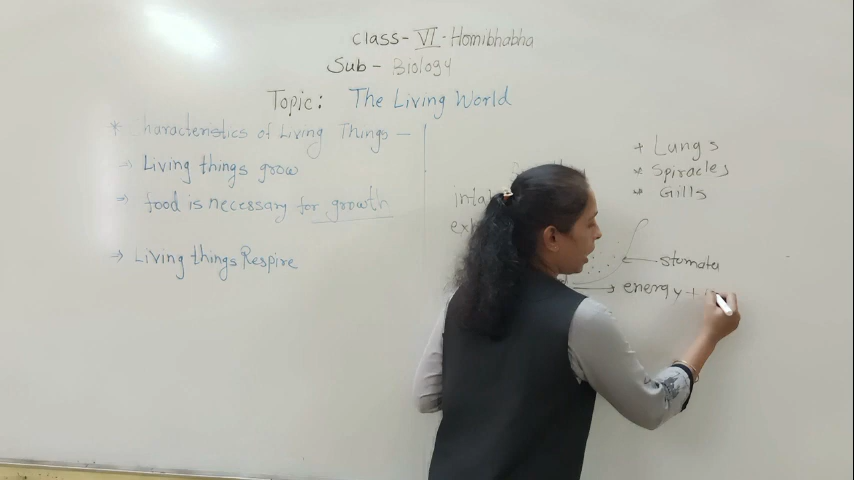 Class- VI - Homibhabha
Sub - Biology
Topic: The Living World
* Characteristics of Living Things —
→ Living things grow
→ food is necessary for growth
→ Living things Respire
+ Lungs
* Spiracles
* Gills
stomata
→ energy +